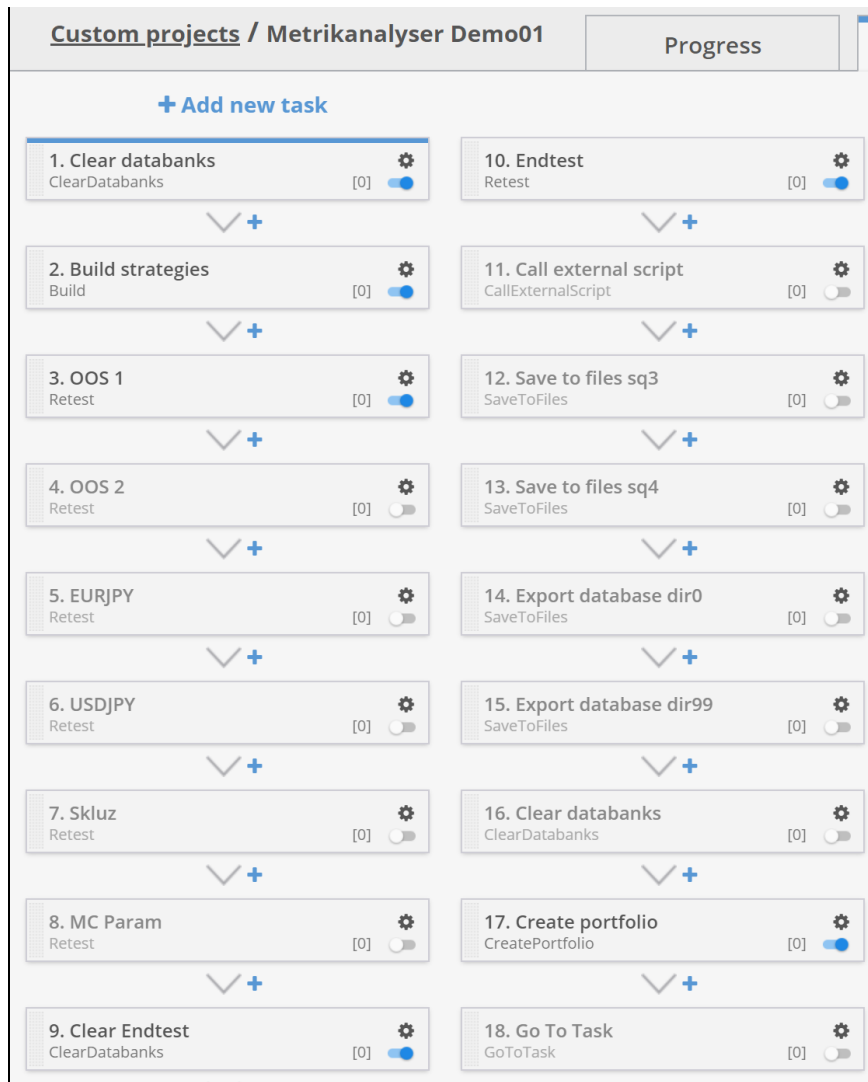 Custom projects / Metrikanalyser Demo01
Progress
Add new task
1. Clear databanks
ClearDatabanks [0]
2. Build strategies
Build [0]
3. OOS 1
Retest [0]
4. OOS 2
Retest [0]
5. EURJPY
Retest [0]
6. USDJPY
Retest [0]
7. Skluz
Retest [0]
8. MC Param
Retest [0]
9. Clear Endtest
ClearDatabanks [0]
10. Endtest
Retest [0]
11. Call external script
CallExternalScript [0]
12. Save to files sq3
SaveToFiles [0]
13. Save to files sq4
SaveToFiles [0]
14. Export database dir0
SaveToFiles [0]
15. Export database dir99
SaveToFiles [0]
16. Clear databanks
ClearDatabanks [0]
17. Create portfolio
CreatePortfolio [0]
18. Go To Task
GoToTask [0]